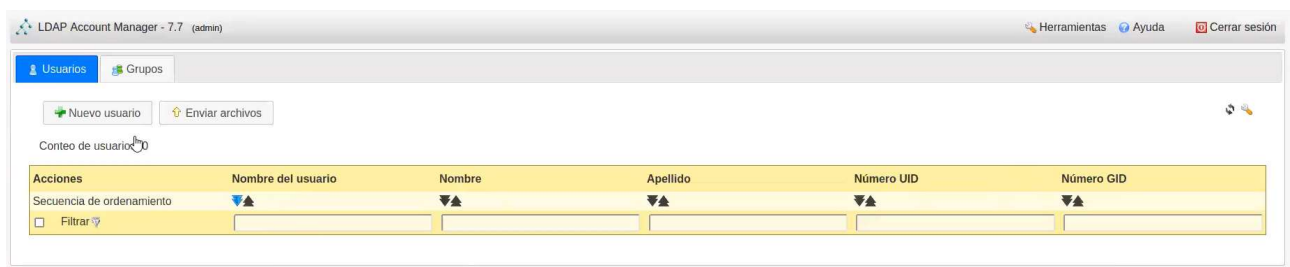 LDAP Account Manager - 7.7 (admin) Herramientas Ayuda Cerrar sesión
Usuarios Grupos
Nuevo usuario Enviar archivos
Conteo de usuarios: 0
Acciones Nombre del usuario Nombre Apellido Número UID Número GID
Secuencia de ordenamiento
Filtrar